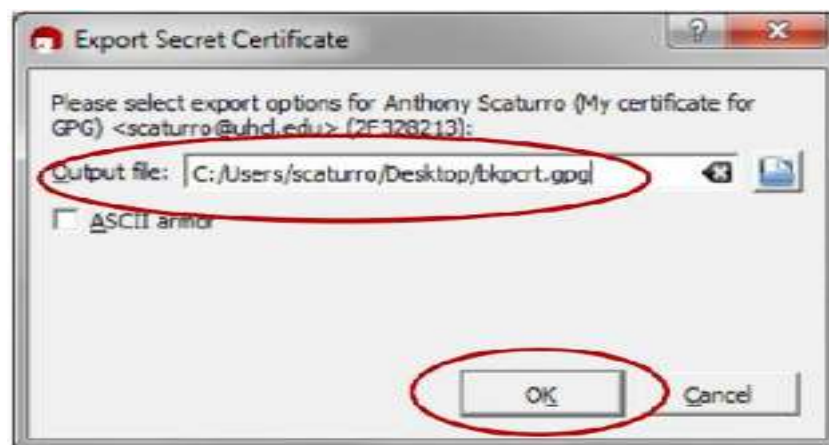 Export Secret Certificate
Please select export options for Anthony Scaturro (My certificate for
GPG) <scaturro@uhcl.edu> (2F328213):
Output file: C:/Users/scaturro/Desktop/bkpcrt.gpg
ASCII armor
OK
Cancel